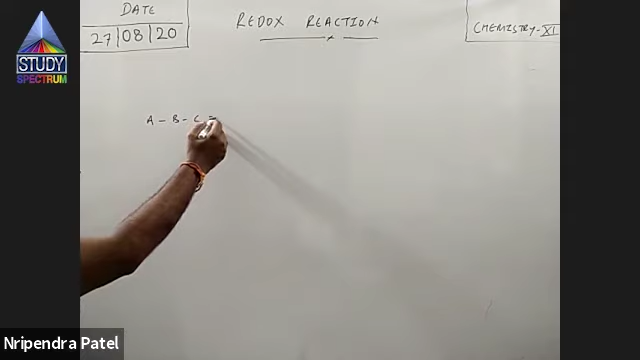 DATE
27/08/20
REDOX REACTION
CHEMISTRY-XI
STUDY
SPECTRUM
A - B - C =
Nripendra Patel